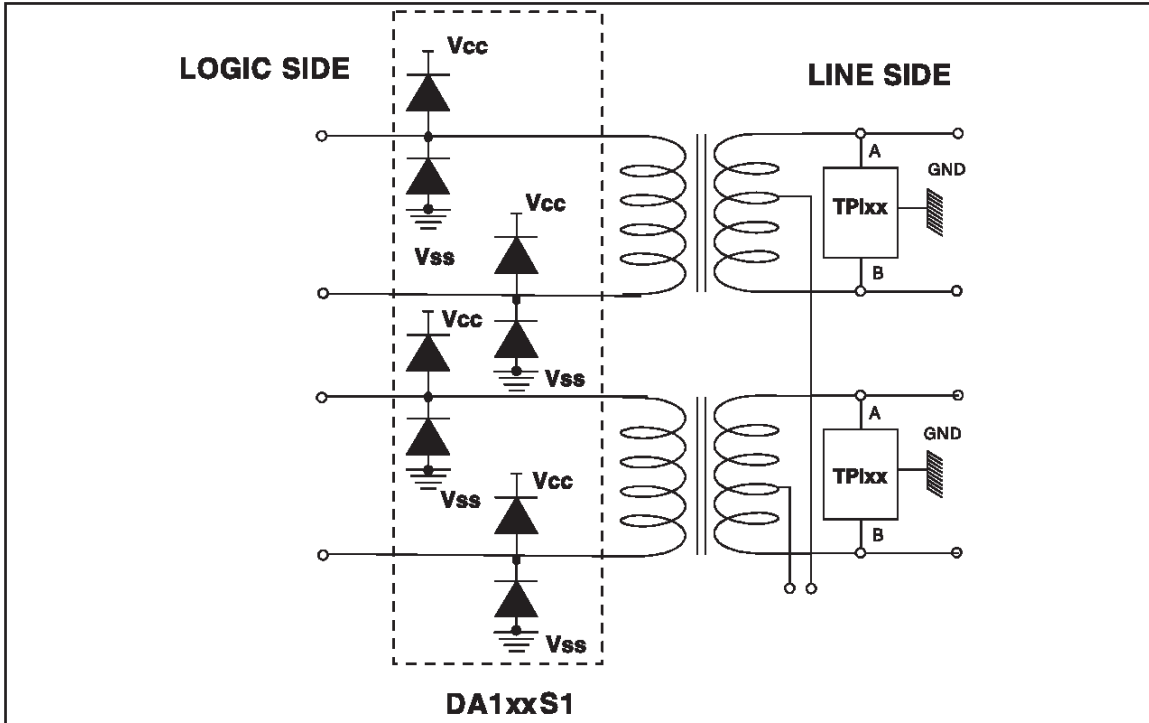 Vcc
LOGIC SIDE
LINE SIDE
A
GND
Vcc
TPIxx
Vss
B
Vcc
Vss
A
GND
Vcc
TPIxx
Vss
B
Vss
DA1xxS1